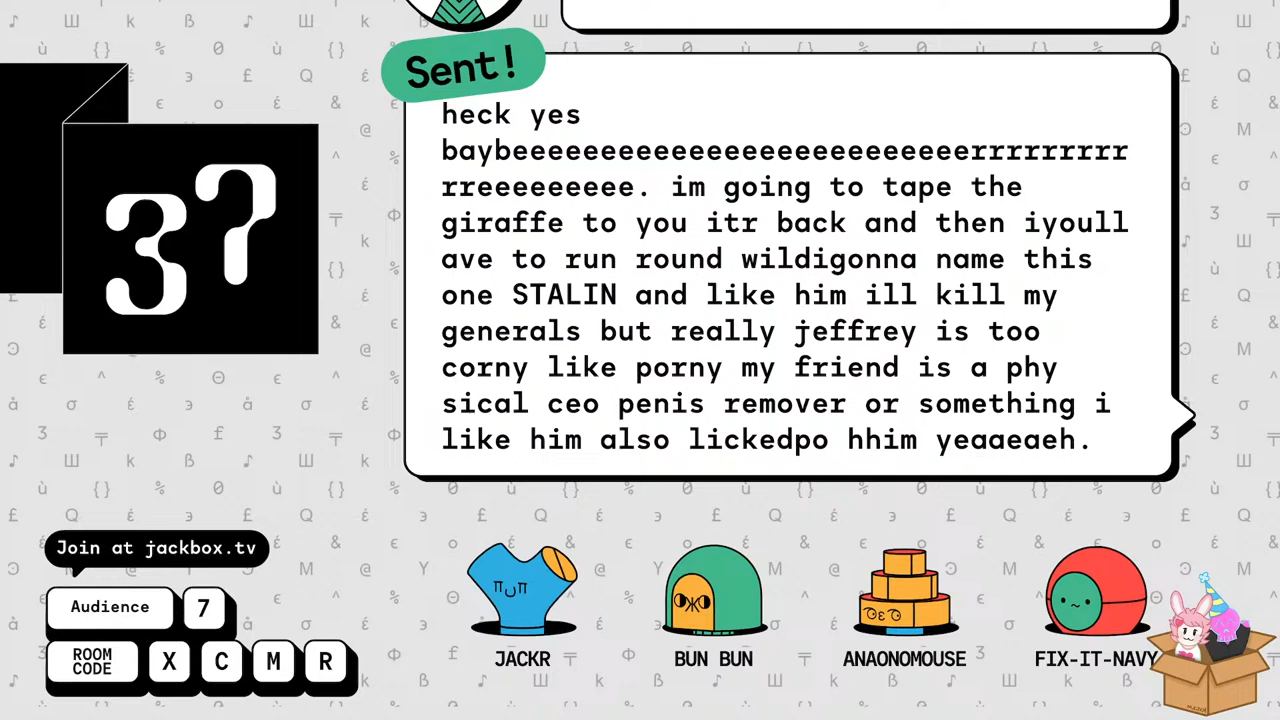 Sent!
heck yes
baybeeeeeeeeeeeeeeeeeeeeeeeeeerrrrrrrrr
rreeeeeeeee. im going to tape the
giraffe to you itr back and then iyoull
ave to run round wildigonna name this
one STALIN and like him ill kill my
generals but really jeffrey is too
corny like porny my friend is a phy
sical ceo penis remover or something i
like him also lickedpo hhim yeaaeaeh.
3?
Join at jackbox.tv
Audience 7
ROOM CODE X C M R
JACKR BUN BUN ANAONOMOUSE FIX-IT-NAVY